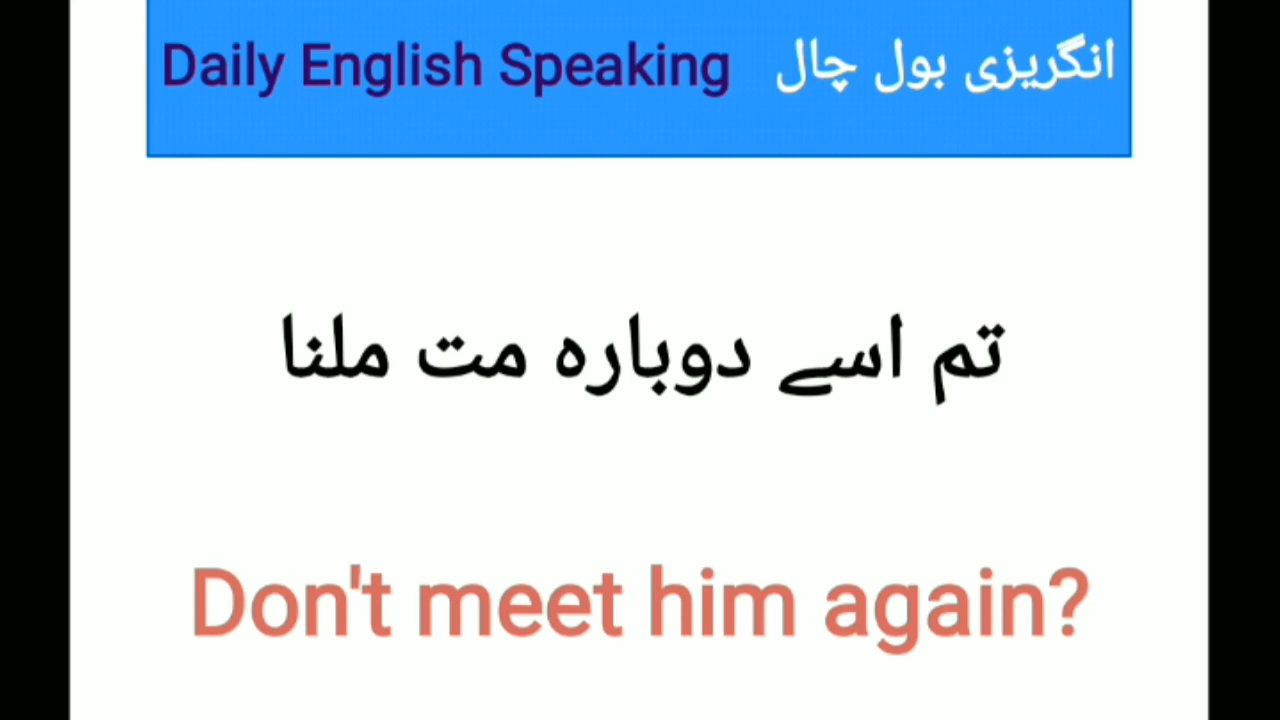 Daily English Speaking انگریزی بول چال
تم اسے دوبارہ مت ملنا
Don't meet him again?